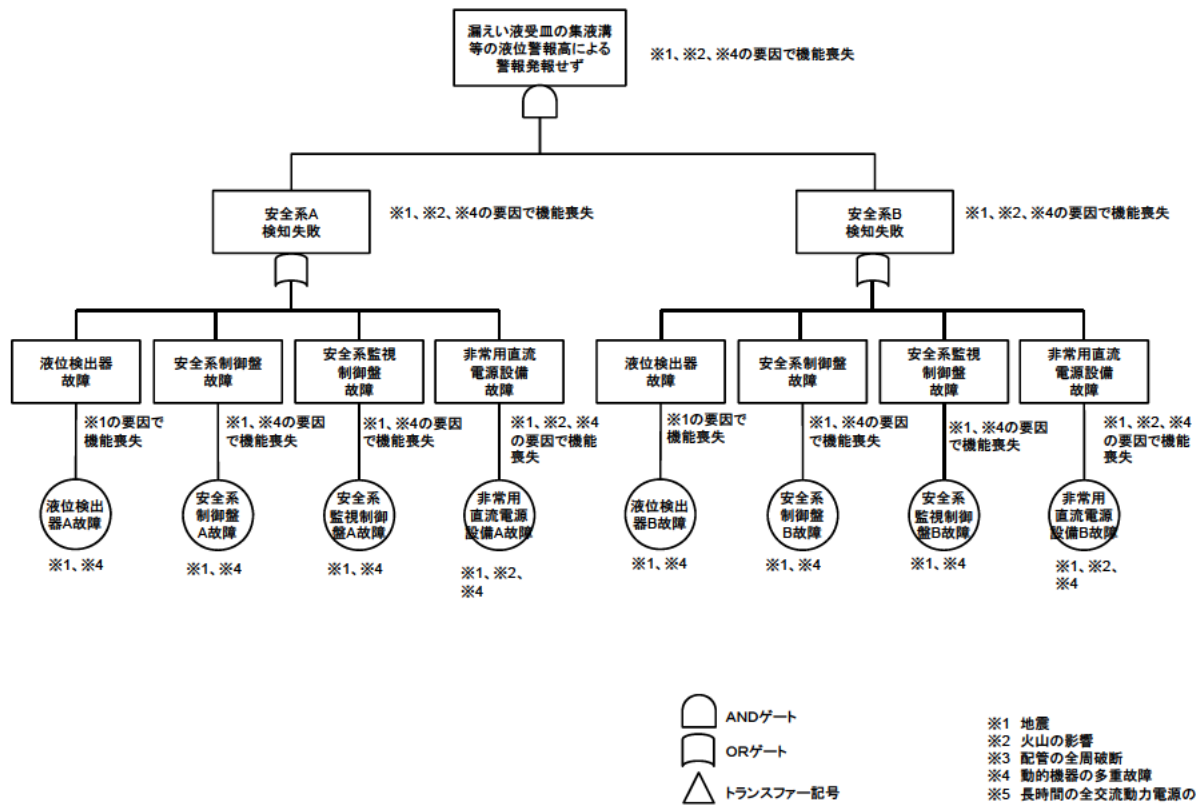 漏えい液受皿の集液溝
等の液位警報高による
警報発報せず
※1、※2、※4の要因で機能喪失
安全系A
検知失敗
※1、※2、※4の要因で機能喪失
安全系B
検知失敗
※1、※2、※4の要因で機能喪失
液位検出器
故障
安全系制御盤
故障
安全系監視
制御盤
故障
非常用直流
電源設備
故障
液位検出器
故障
安全系制御盤
故障
安全系監視
制御盤
故障
非常用直流
電源設備
故障
※1の要因で
機能喪失
※1、※4の要因
で機能喪失
※1、※4の要因
で機能喪失
※1、※2、※4
の要因で機能
喪失
※1の要因で
機能喪失
※1、※4の要因
で機能喪失
※1、※4の要因
で機能喪失
※1、※2、※4
の要因で機能
喪失
液位検出
器A故障
安全系
制御盤
A故障
安全系
監視制御
盤A故障
非常用
直流電源
設備A故障
液位検出
器B故障
安全系
制御盤
B故障
安全系
監視制御
盤B故障
非常用
直流電源
設備B故障
※1、※4
※1、※4
※1、※4
※1、※2、
※4
※1、※4
※1、※4
※1、※4
※1、※2、
※4
ANDゲート
ORゲート
トランスファー記号
※1 地震
※2 火山の影響
※3 配管の全周破断
※4 動的機器の多重故障
※5 長時間の全交流動力電源の